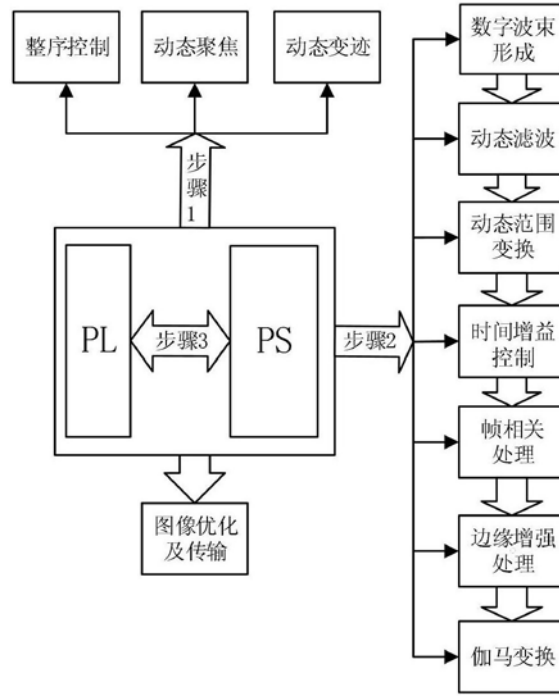 整序控制
动态聚焦
动态变迹
步
骤
1
PL
步骤3
PS
步骤2
图像优化
及传输
数字波束
形成
动态滤波
动态范围
变换
时间增益
控制
帧相关
处理
边缘增强
处理
伽马变换